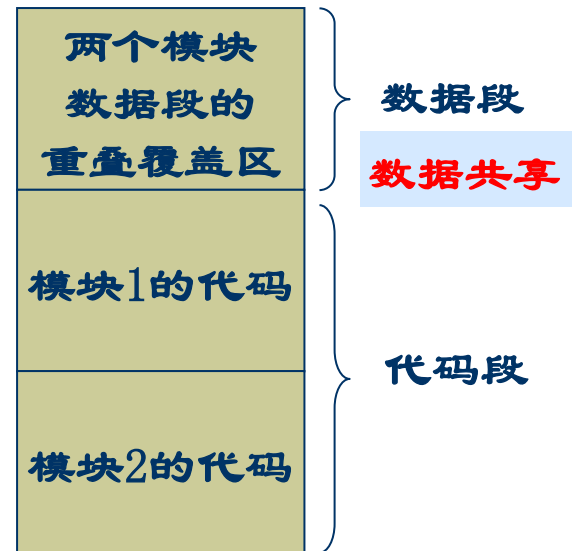 两个模块
数据段的
重叠覆盖区
数据段
数据共享
模块1的代码
代码段
模块2的代码